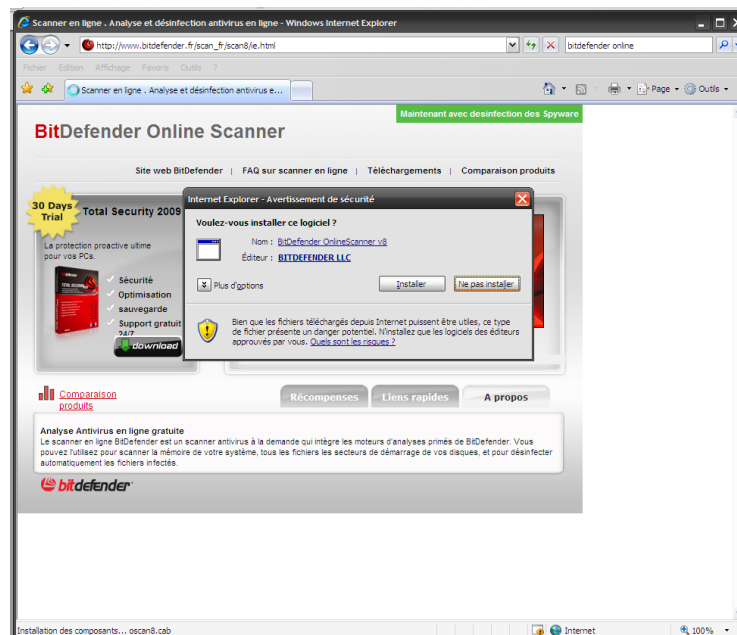 Scanner en ligne . Analyse et désinfection antivirus en ligne - Windows Internet Explorer
http://www.bitdefender.fr/scan_fr/scan8/ie.html
bitdefender online
Fichier Edition Affichage Favoris Outils ?
Scanner en ligne . Analyse et désinfection antivirus e...
Page Outils
Maintenant avec desinfection des Spyware
BitDefender Online Scanner
Site web BitDefender | FAQ sur scanner en ligne | Téléchargements | Comparaison produits
30 Days
Trial
Total Security 2009
La protection proactive ultime
pour vos PCs.
Sécurité
Optimisation
sauvegarde
Support gratuit
24/7
download
Internet Explorer - Avertissement de sécurité
Voulez-vous installer ce logiciel ?
Nom : BitDefender OnlineScanner v8
Éditeur : BITDEFENDER LLC
Plus d'options
Installer
Ne pas installer
Bien que les fichiers téléchargés depuis Internet puissent être utiles, ce type
de fichier présente un danger potentiel. N'installez que les logiciels des éditeurs
approuvés par vous. Quels sont les risques ?
Comparaison
produits
Récompenses
Liens rapides
A propos
Analyse Antivirus en ligne gratuite
Le scanner en ligne BitDefender est un scanner antivirus à la demande qui intègre les moteurs d'analyses primés de BitDefender. Vous
pouvez l'utilisez pour scanner la mémoire de votre système, tous les fichiers les secteurs de démarrage de vos disques, et pour désinfecter
automatiquement les fichiers infectés.
bitdefender
Installation des composants... oscan8.cab
Internet
100%